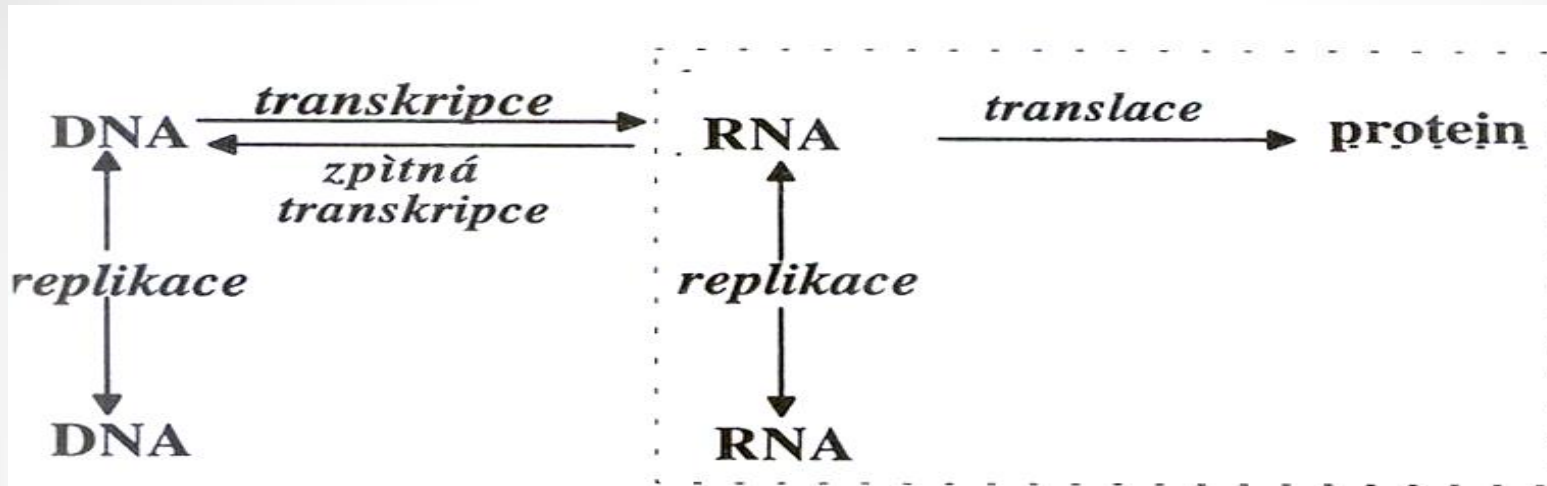 transkripce
translace
DNA
RNA
protein
zpìtná
transkripce
replikace
replikace
DNA
RNA